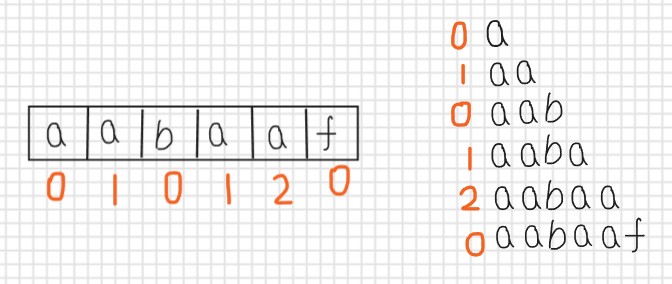 a a b a a f
0 1 0 1 2 0
0 a
1 aa
0 aab
1 aaba
2 aabaa
0 aabaaf